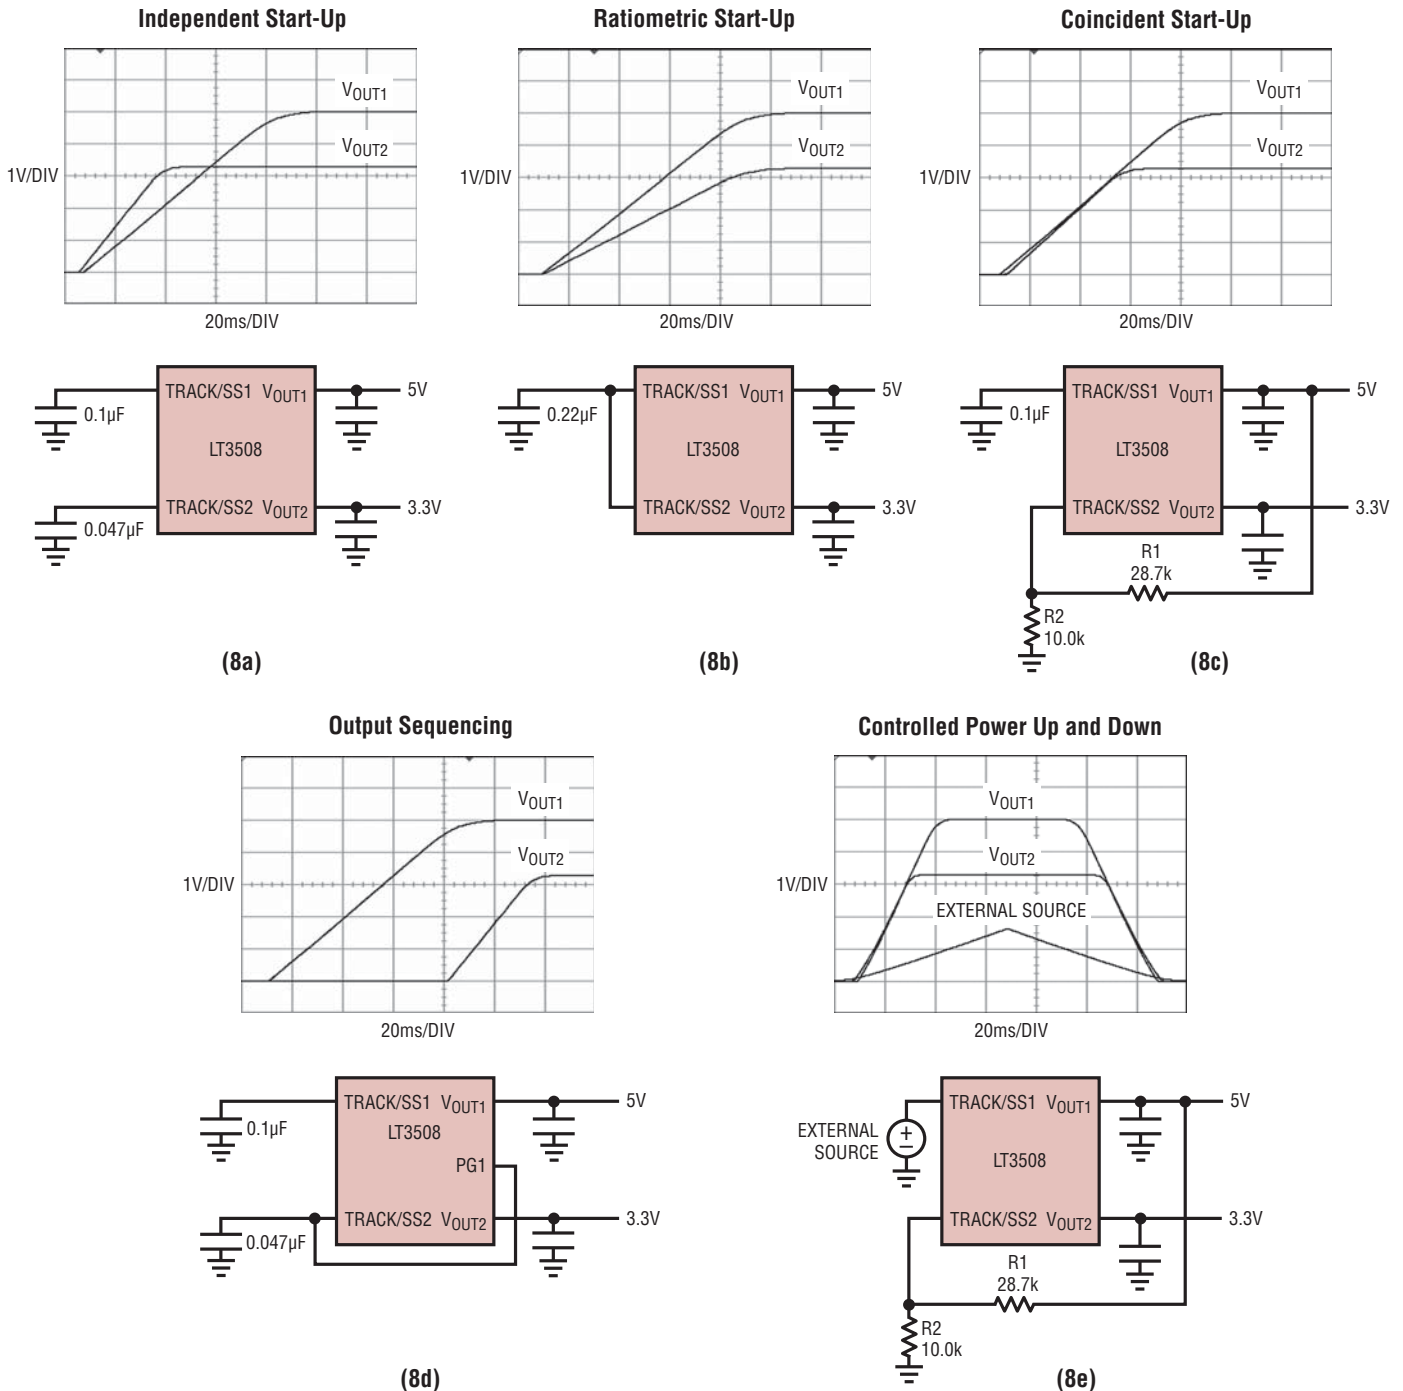 Independent Start-Up
VOUT1
VOUT2
1V/DIV
20ms/DIV
TRACK/SS1 VOUT1
5V
0.1µF
LT3508
TRACK/SS2 VOUT2
3.3V
0.047µF
(8a)
Ratiometric Start-Up
VOUT1
VOUT2
1V/DIV
20ms/DIV
TRACK/SS1 VOUT1
5V
0.22µF
LT3508
TRACK/SS2 VOUT2
3.3V
(8b)
Coincident Start-Up
VOUT1
VOUT2
1V/DIV
20ms/DIV
TRACK/SS1 VOUT1
5V
0.1µF
LT3508
TRACK/SS2 VOUT2
3.3V
R1
28.7k
R2
10.0k
(8c)
Output Sequencing
VOUT1
VOUT2
1V/DIV
20ms/DIV
TRACK/SS1 VOUT1
5V
0.1µF
LT3508
PG1
TRACK/SS2 VOUT2
3.3V
0.047µF
(8d)
Controlled Power Up and Down
VOUT1
VOUT2
1V/DIV
EXTERNAL SOURCE
20ms/DIV
TRACK/SS1 VOUT1
5V
EXTERNAL
SOURCE
+
–
LT3508
TRACK/SS2 VOUT2
3.3V
R1
28.7k
R2
10.0k
(8e)